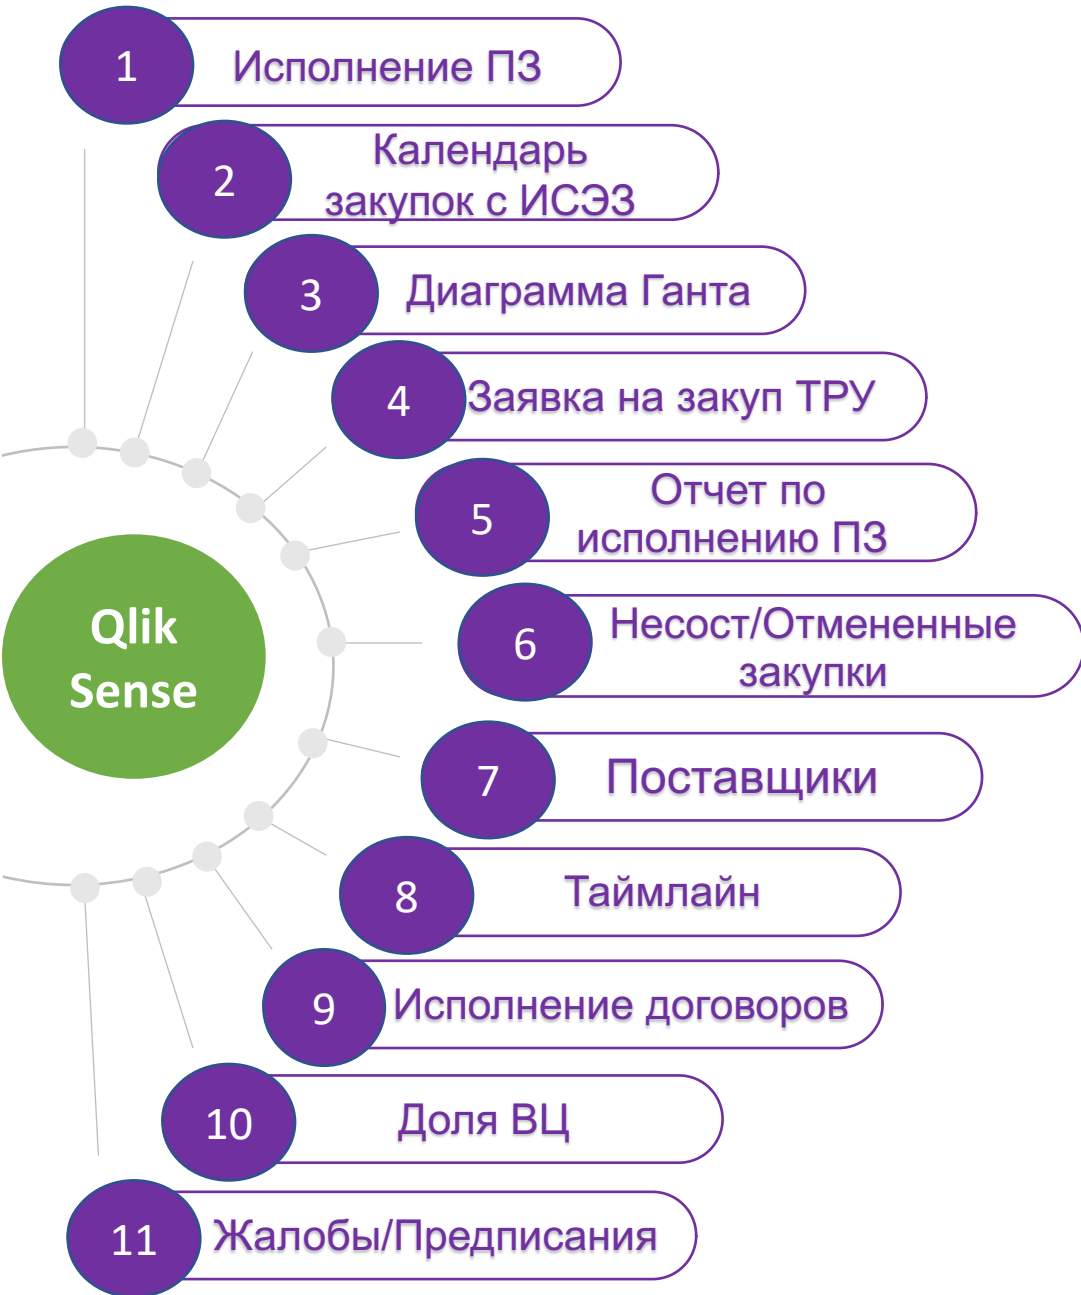 1
Исполнение ПЗ
2
Календарь
закупок с ИСЭЗ
3
Диаграмма Ганта
4
Заявка на закуп ТРУ
5
Отчет по
исполнению ПЗ
Qlik
Sense
6
Несост/Отмененные
закупки
7
Поставщики
8
Таймлайн
9
Исполнение договоров
10
Доля ВЦ
11
Жалобы/Предписания